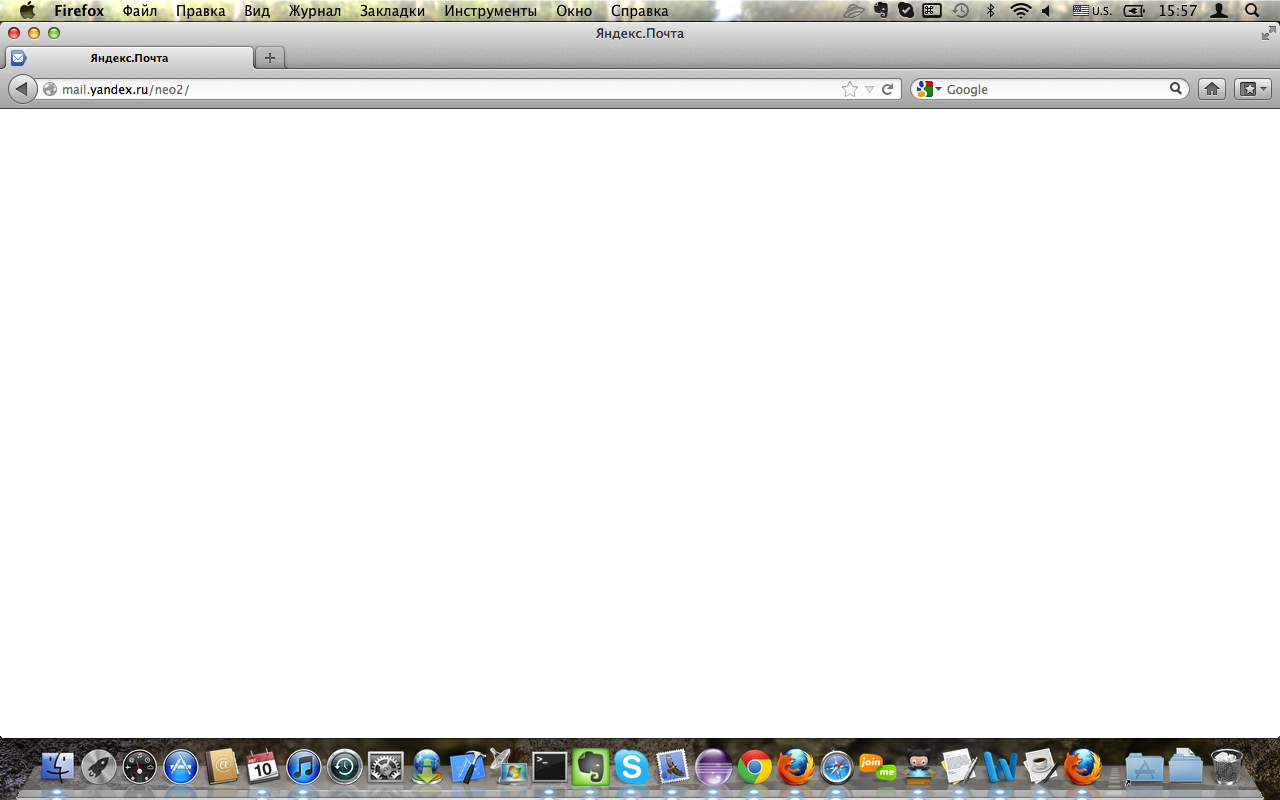 Firefox Файл Правка Вид Журнал Закладки Инструменты Окно Справка U.S. 15:57
Яндекс.Почта
Яндекс.Почта
mail.yandex.ru/neo2/ Google
10 join me